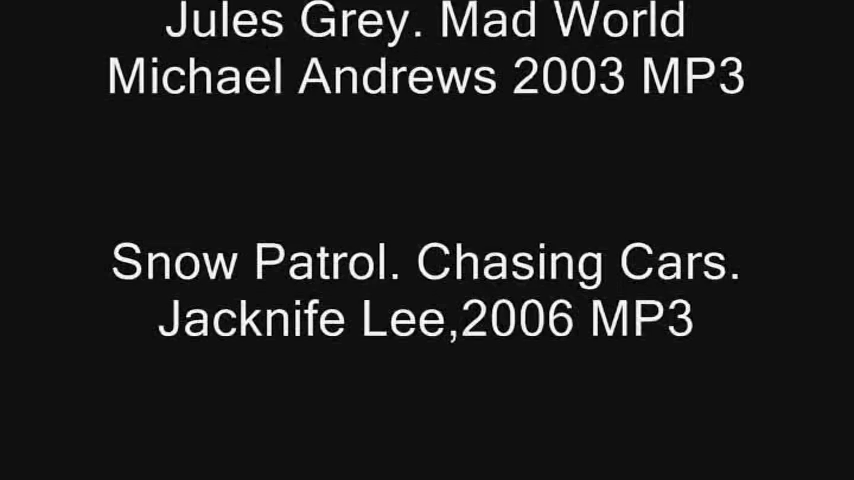 Jules Grey. Mad World
Michael Andrews 2003 MP3
Snow Patrol. Chasing Cars.
Jacknife Lee,2006 MP3